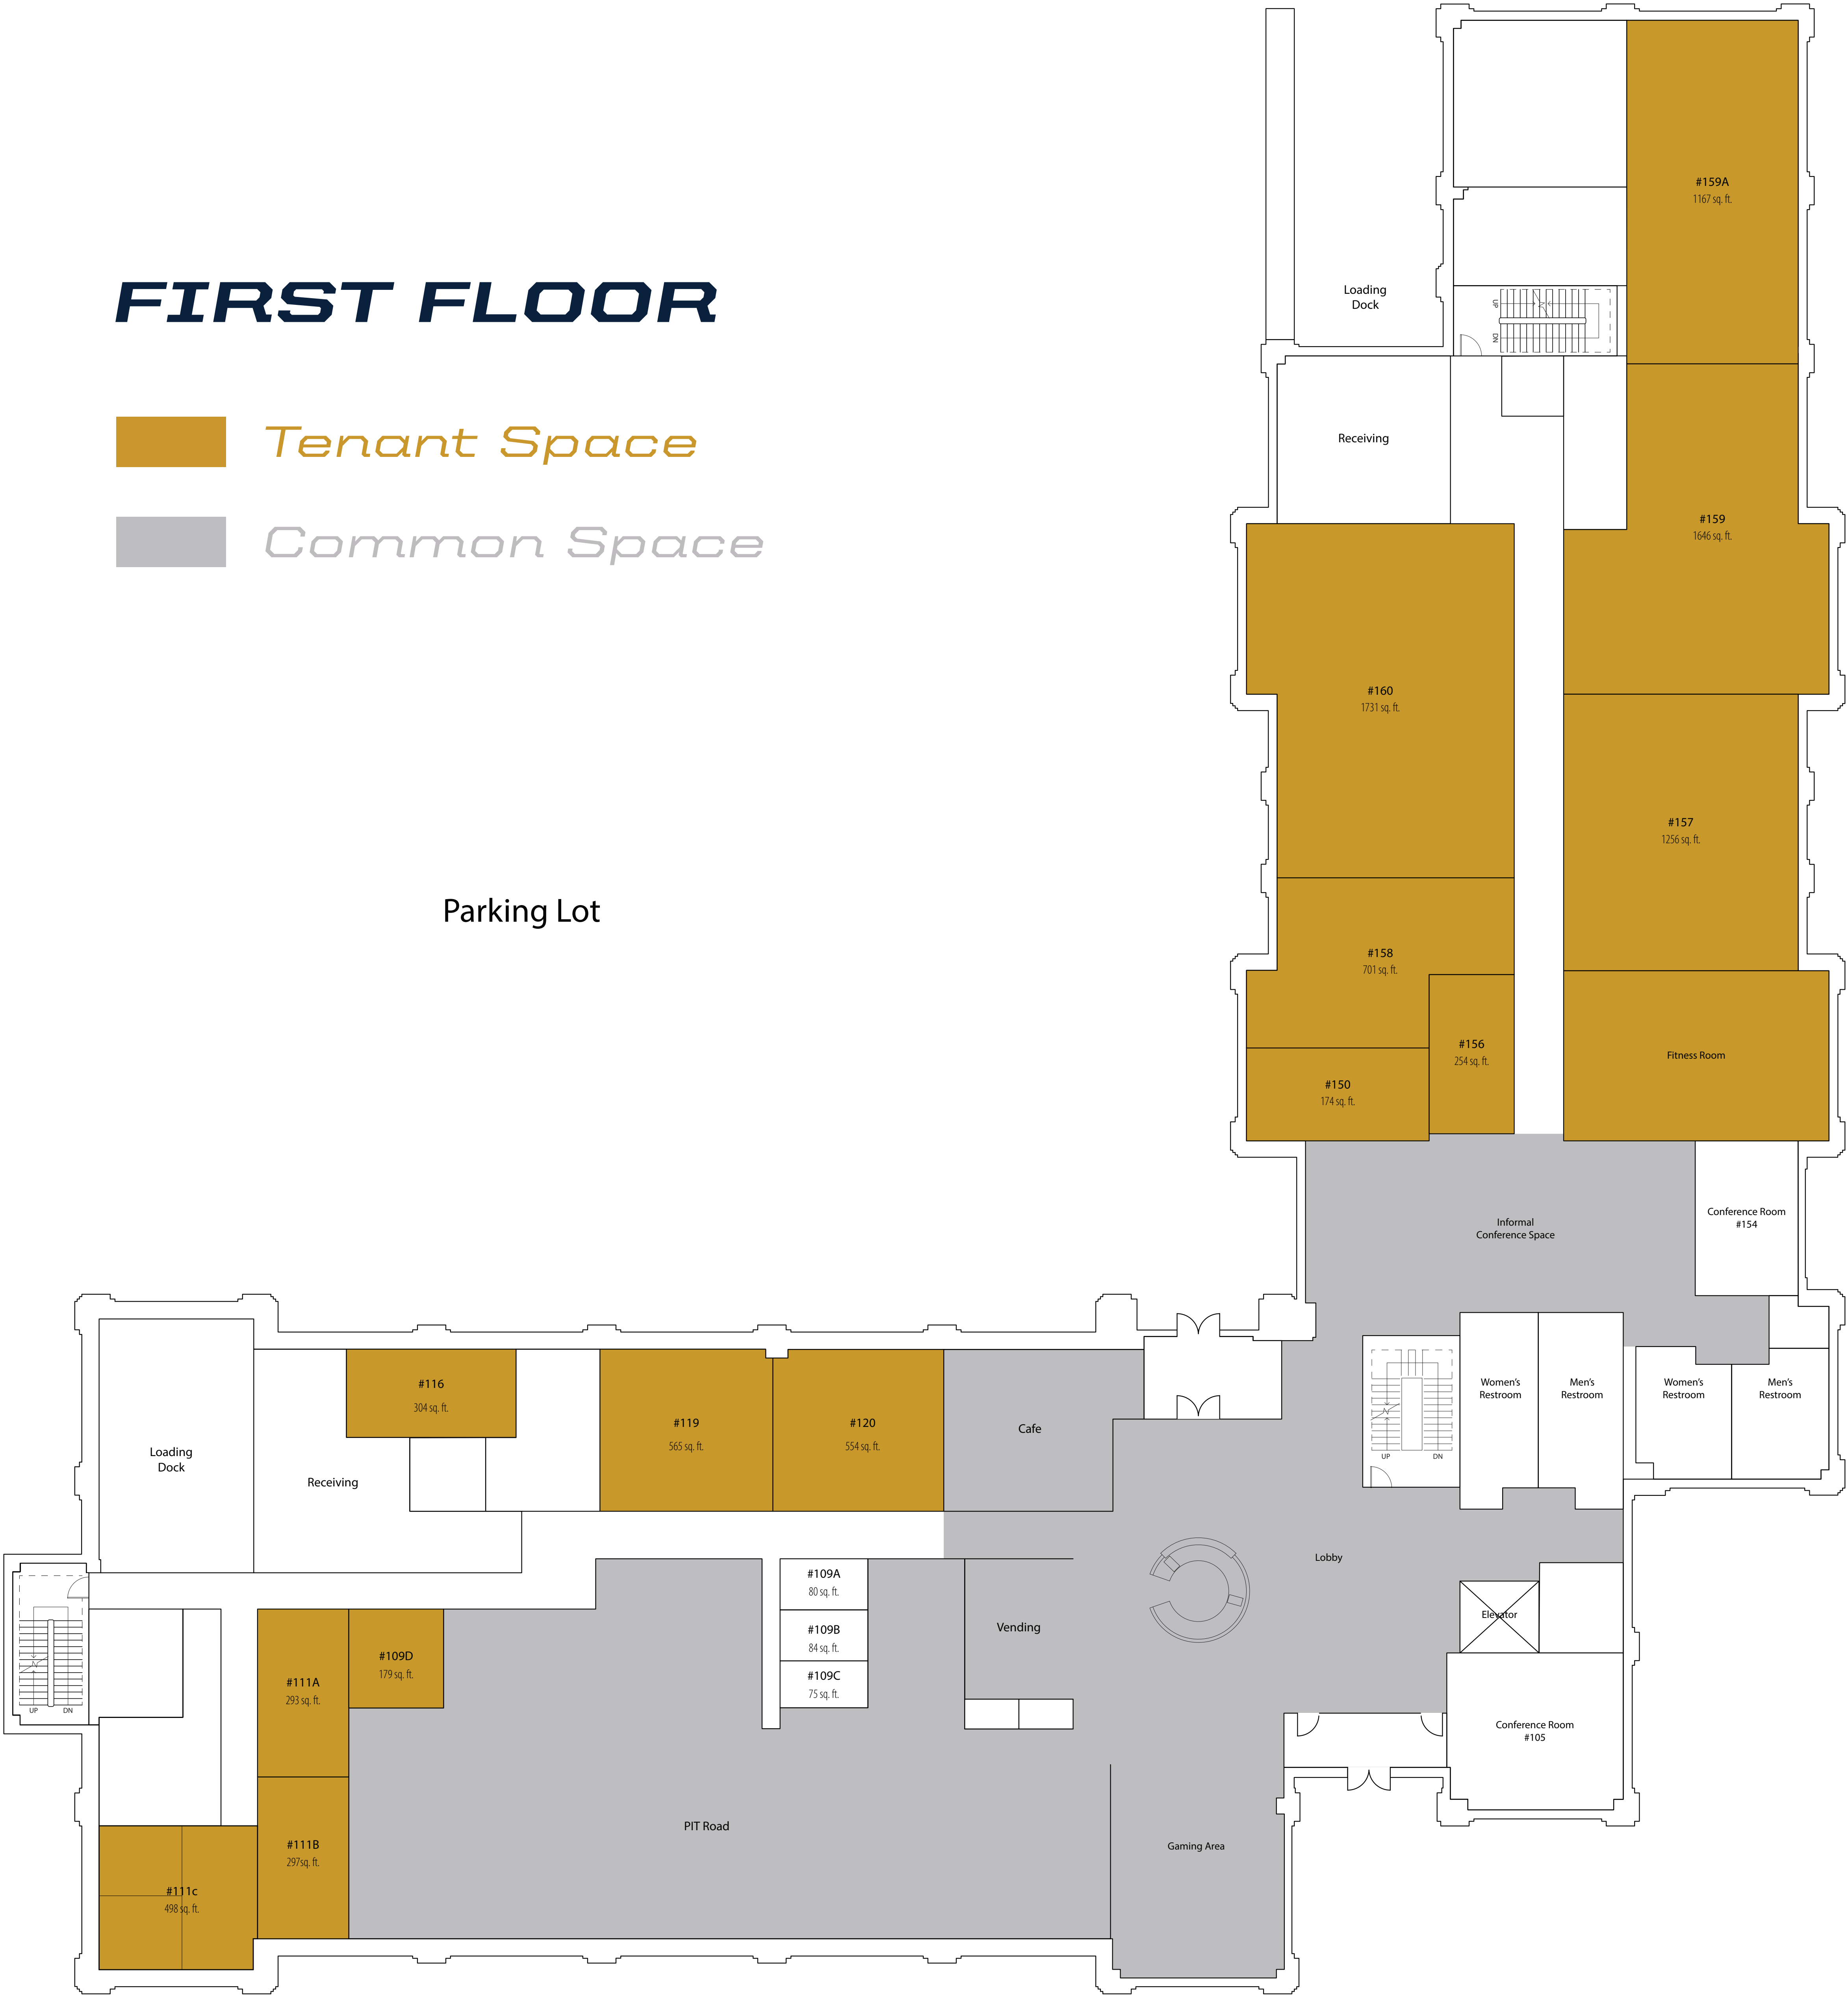 FIRST FLOOR
Tenant Space
Common Space
Parking Lot
#159A
1167 sq. ft.
Loading
Dock
UP
DN
Receiving
#159
1646 sq. ft.
#160
1731 sq. ft.
#157
1256 sq. ft.
#158
701 sq. ft.
#156
254 sq. ft.
#150
174 sq. ft.
Fitness Room
Informal
Conference Space
Conference Room
#154
Women's
Restroom
Men's
Restroom
Women's
Restroom
Men's
Restroom
UP
DN
#116
304 sq. ft.
#119
565 sq. ft.
#120
554 sq. ft.
Cafe
Loading
Dock
Receiving
Lobby
#109A
80 sq. ft.
#109B
84 sq. ft.
#109C
75 sq. ft.
Vending
Elevator
#109D
179 sq. ft.
#111A
293 sq. ft.
UP
DN
Conference Room
#105
PIT Road
Gaming Area
#111B
297sq. ft.
#111c
498 sq. ft.